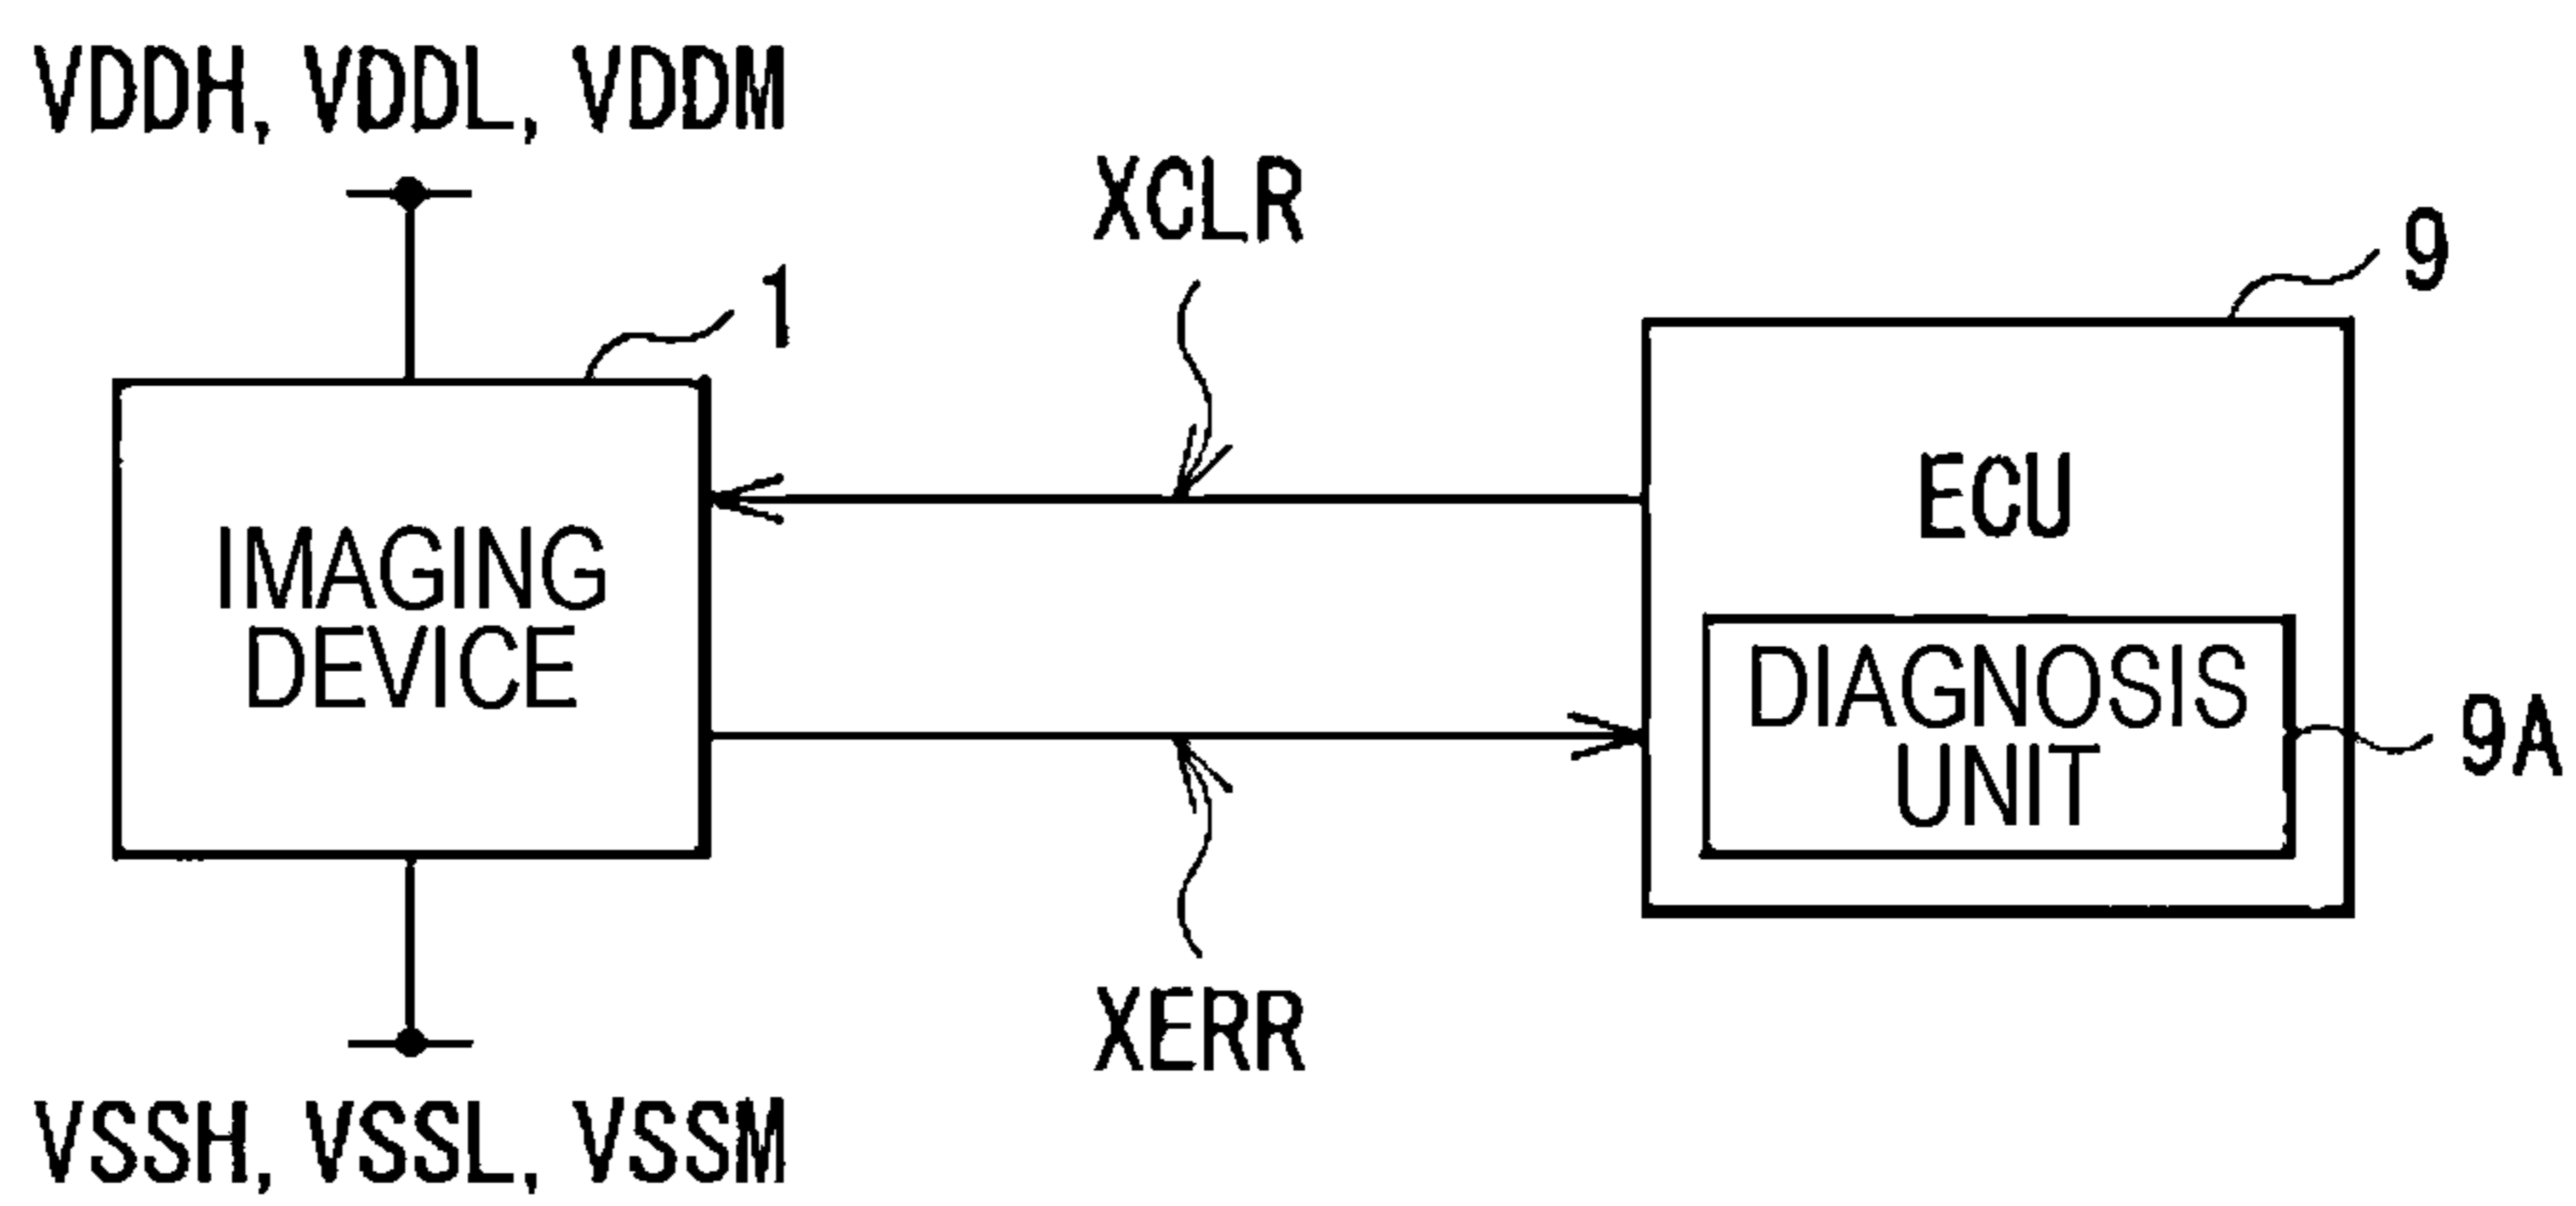 VDDH, VDDL, VDDM
XCLR
9
1
ECU
IMAGING
DEVICE
DIAGNOSIS
UNIT
9A
XERR
VSSH, VSSL, VSSM